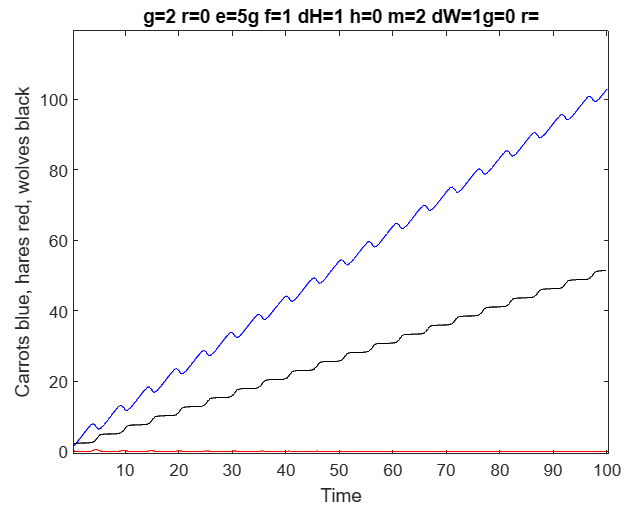 g=2 r=0 e=5g f=1 dH=1 h=0 m=2 dW=1g=0 r=
Carrots blue, hares red, wolves black
100
80
60
40
20
0
10 20 30 40 50 60 70 80 90 100
Time